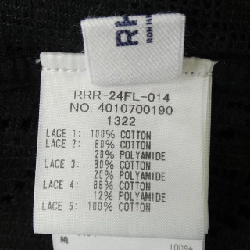 RH
RRR-24FL-014
NO. 4010700190
1322
LACE 1: 100% COTTON
LACE 2: 80% COTTON
20% POLYAMIDE
LACE 3: 80% COTTON
20% POLYAMIDE
LACE 4: 88% COTTON
12% POLYAMIDE
LACE 5: 100% COTTON